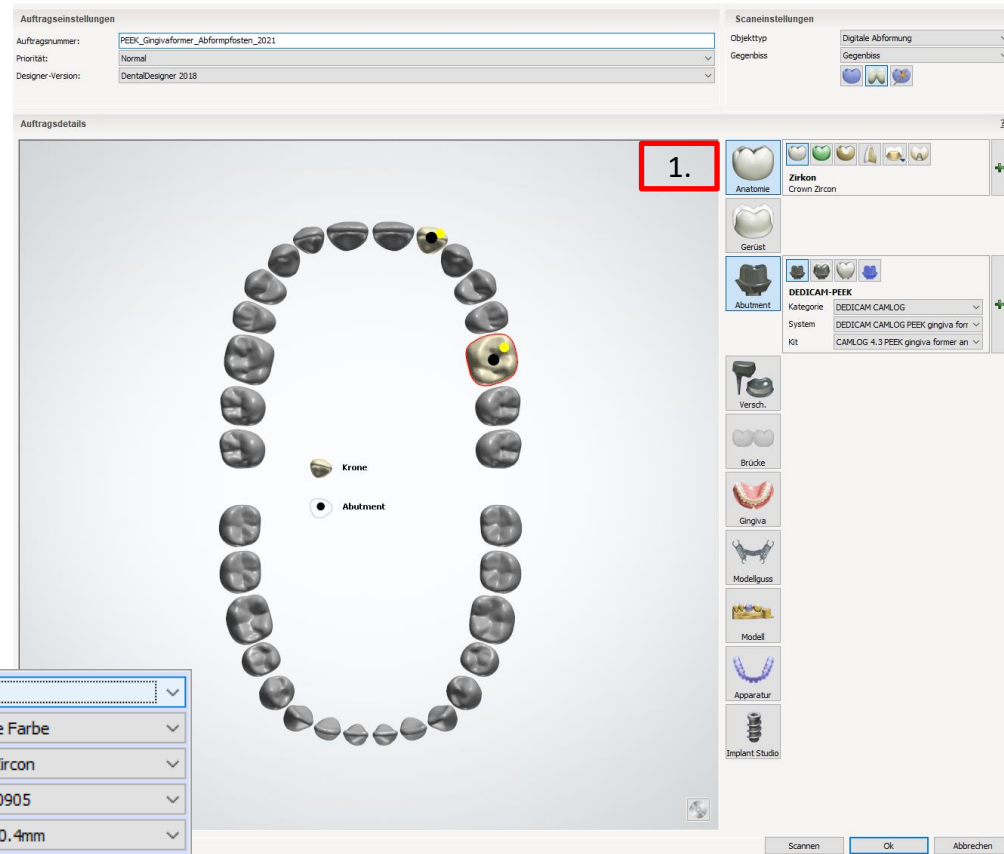 Auftragseinstellungen
Auftragsnummer: PEEK_Gingivaformer_Abformpfosten_2021
Priorität: Normal
Designer-Version: DentalDesigner 2018
Scaneinstellungen
Objekttyp Digitale Abformung
Gegenbiss Gegenbiss
Auftragsdetails
1.
Anatomie
Zirkon
Crown Zircon
Gerüst
Abutment
DEDICAM-PEEK
Kategorie DEDICAM CAMLOG
System DEDICAM CAMLOG PEEK gingiva forr
Kit CAMLOG 4.3 PEEK gingiva former an
Versch.
Brücke
Gingiva
Modellguss
Modell
Apparatur
Implant Studio
Krone
Abutment
e Farbe
ircon
0905
0.4mm
Scannen Ok Abbrechen